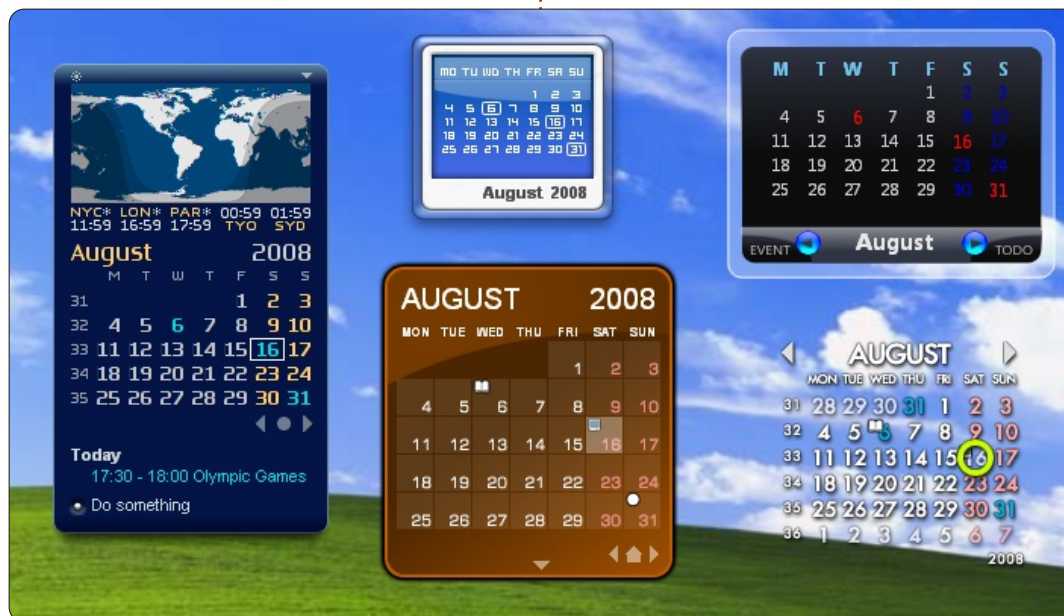 NYC* LON* PAR* 00:59 01:59
11:59 16:59 17:59 TYO SYD
August 2008
M T W T F S S
31 1 2 3
32 4 5 6 7 8 9 10
33 11 12 13 14 15 16 17
34 18 19 20 21 22 23 24
35 25 26 27 28 29 30 31
Today
17:30 - 18:00 Olympic Games
Do something
MO TU WD TH FR SA SU
1 2 3
4 5 6 7 8 9 10
11 12 13 14 15 16 17
18 19 20 21 22 23 24
25 26 27 28 29 30 31
August 2008
AUGUST 2008
MON TUE WED THU FRI SAT SUN
1 2 3
4 5 6 7 8 9 10
11 12 13 14 15 16 17
18 19 20 21 22 23 24
25 26 27 28 29 30 31
M T W T F S S
1 2 3
4 5 6 7 8 9 10
11 12 13 14 15 16 17
18 19 20 21 22 23 24
25 26 27 28 29 30 31
EVENT August TODO
AUGUST
MON TUE WED THU FRI SAT SUN
31 28 29 30 31 1 2 3
32 4 5 6 7 8 9 10
33 11 12 13 14 15 16 17
34 18 19 20 21 22 23 24
35 25 26 27 28 29 30 31
36 1 2 3 4 5 6 7
2008